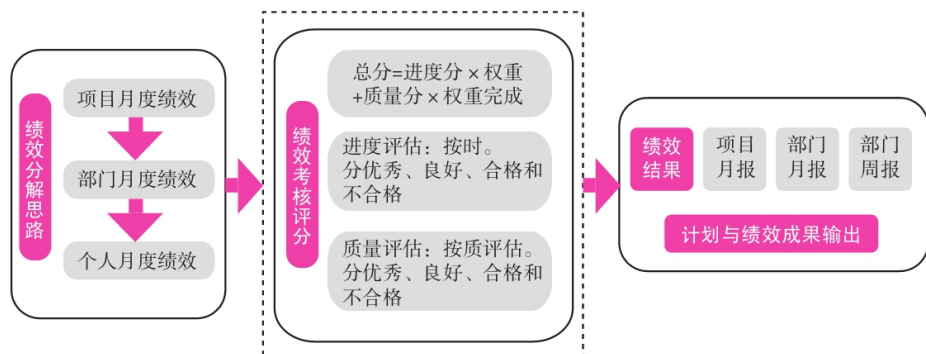 绩效分解思路
项目月度绩效
部门月度绩效
个人月度绩效
绩效考核评分
总分=进度分×权重
+质量分×权重完成
进度评估：按时。
分优秀、良好、合格和
不合格
质量评估：按质评估。
分优秀、良好、合格和
不合格
绩效
结果
项目
月报
部门
月报
部门
周报
计划与绩效成果输出